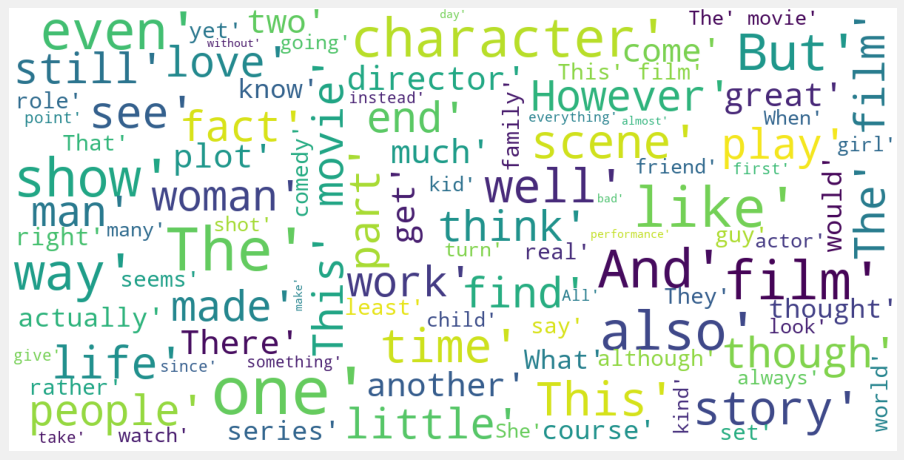 even'
yet'
two'
going'
day'
character'
The' movie'
come'
But'
The' film'
still'
love'
without'
know'
director'
This' film'
instead'
However'
great'
role'
point'
see'
fact'
This' movie'
end'
family'
everything'
almost'
When'
girl'
That'
plot'
comedy'
much'
scene'
play'
show'
man'
woman'
part'
get'
kid'
well'
friend'
first'
would'
bad'
like'
right'
many'
shot'
The'
think'
turn'
real'
performance'
guy'
actor'
way'
seems'
make'
work'
find'
All'
And'
They'
film'
actually'
made'
least'
child'
say'
also'
look'
thought'
There'
time'
give'
life'
since'
something'
What'
although'
though'
rather'
one'
another'
always'
world'
people'
little'
This'
kind'
story'
take'
watch'
series'
She'
course'
set'